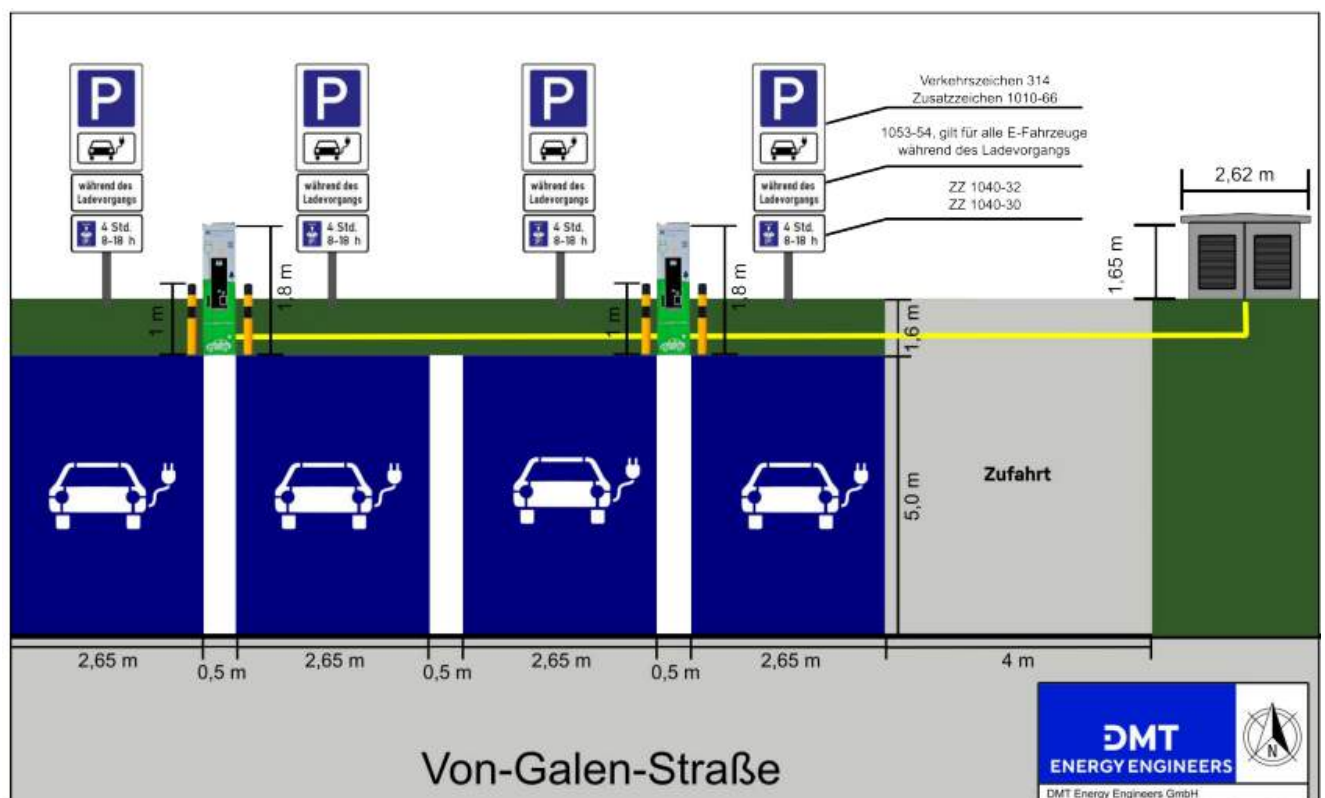 P
P
P
P
während des
Ladevorgangs
während des
Ladevorgangs
während des
Ladevorgangs
während des
Ladevorgangs
4 Std.
8-18 h
4 Std.
8-18 h
4 Std.
8-18 h
4 Std.
8-18 h
Verkehrszeichen 314
Zusatzzeichen 1010-66
1053-54, gilt für alle E-Fahrzeuge
während des Ladevorgangs
ZZ 1040-32
ZZ 1040-30
2,62 m
1,65 m
1 m
1,8 m
1 m
1,8 m
1,6 m
5,0 m
Zufahrt
2,65 m
0,5 m
2,65 m
0,5 m
2,65 m
0,5 m
2,65 m
4 m
Von-Galen-Straße
DMT
ENERGY ENGINEERS
N
DMT Energy Engineers GmbH